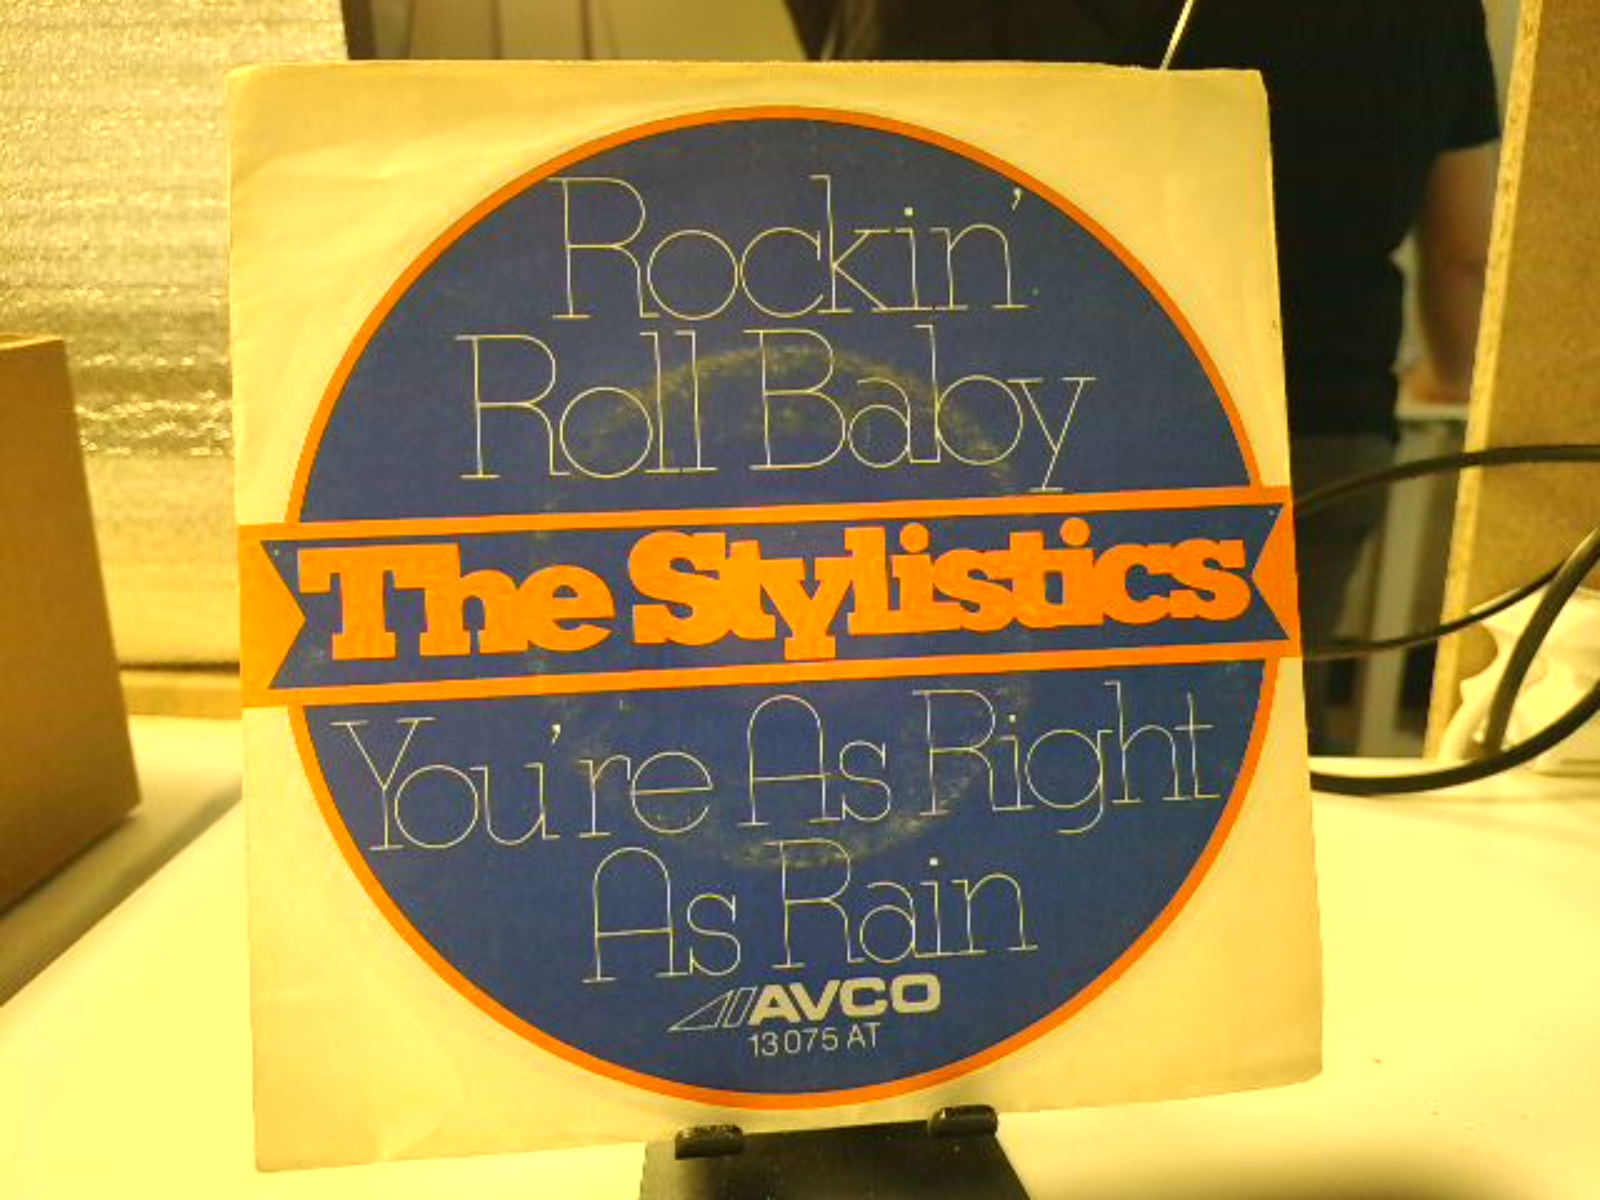 Rockin'
Roll Baby
The Stylistics
You're As Right
As Rain
AVCO
13 075 AT